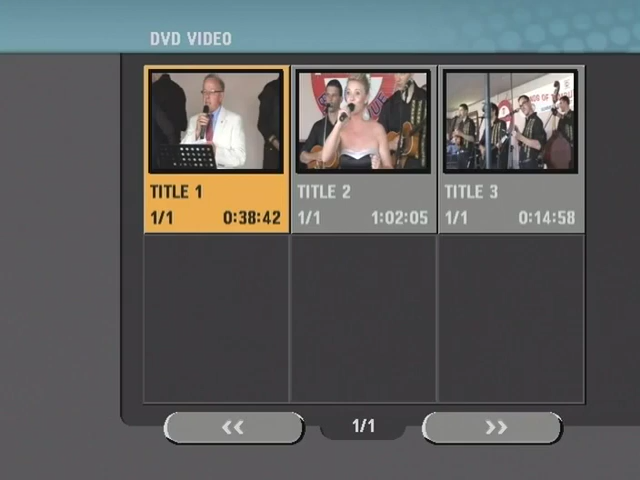 DVD VIDEO
TITLE 1
1/1 0:38:42
TITLE 2
1/1 1:02:05
TITLE 3
1/1 0:14:58
<< 1/1 >>